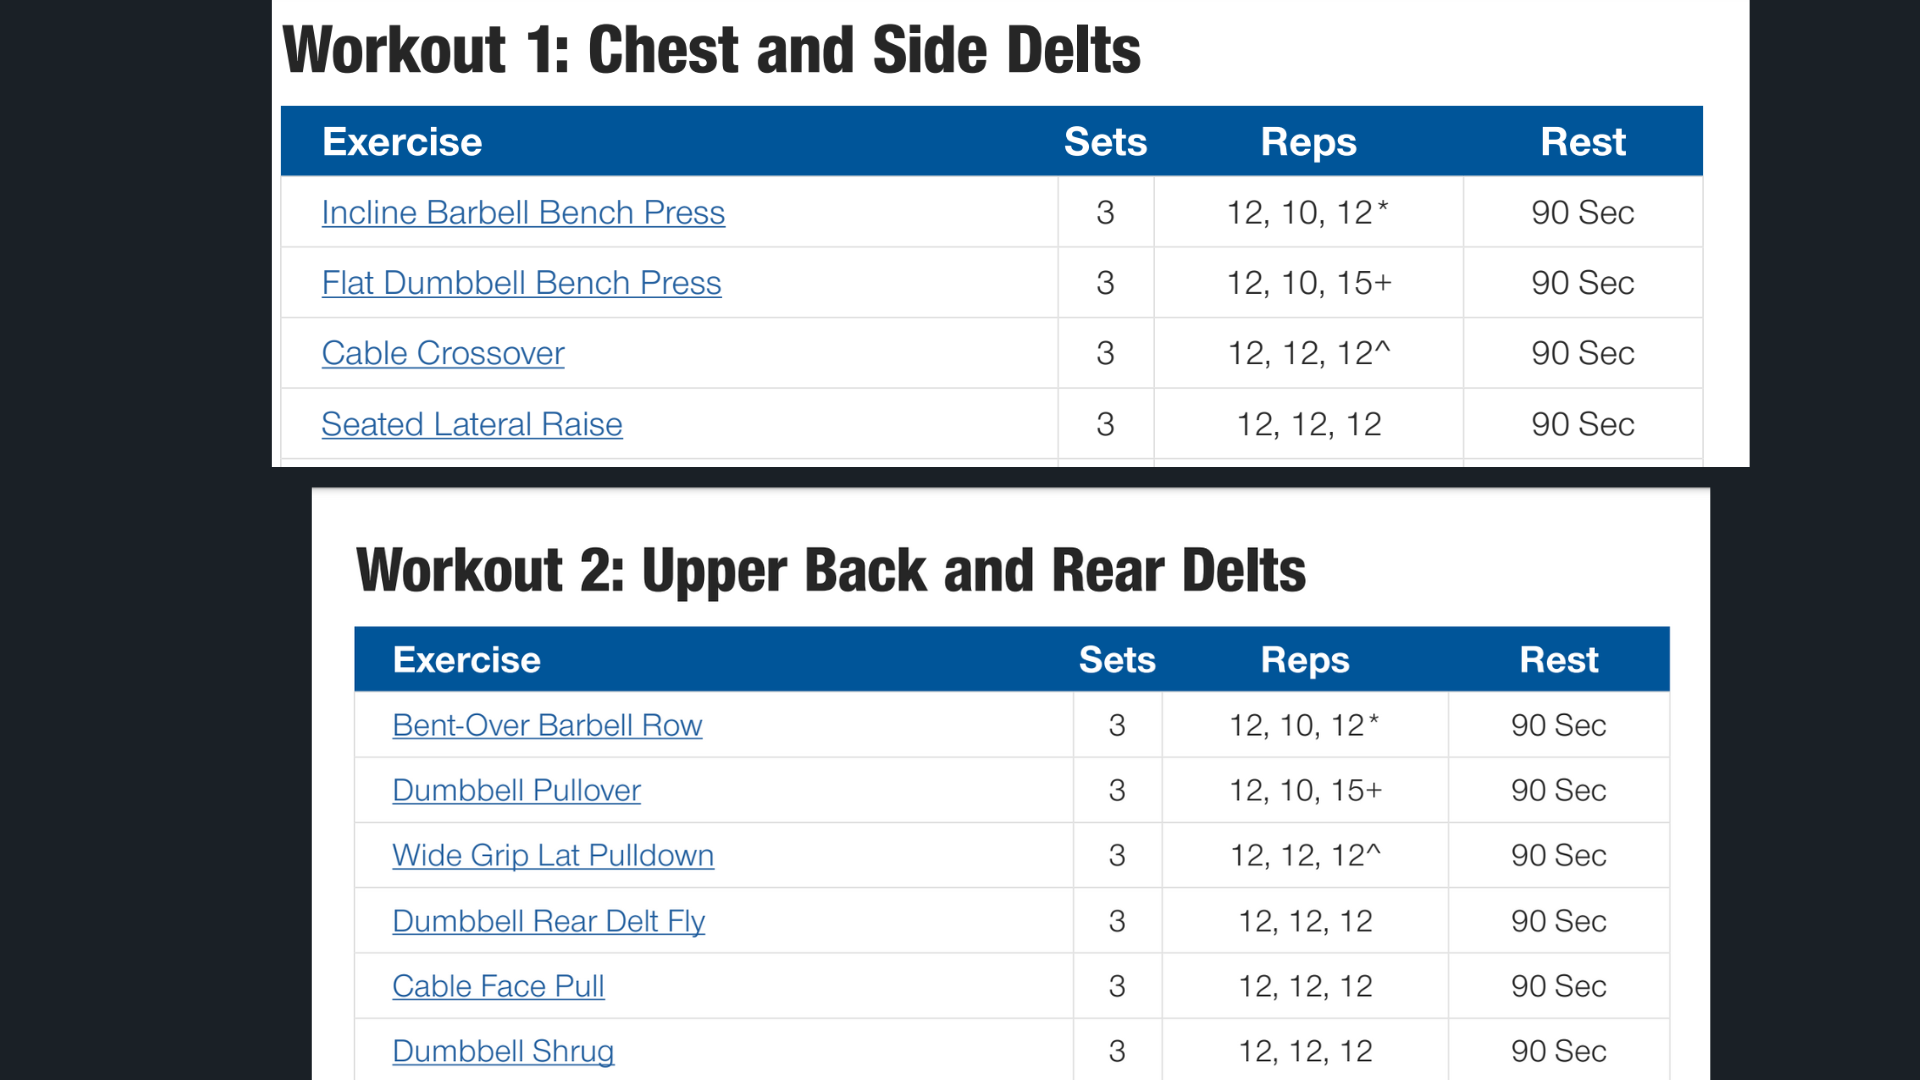 Workout 1: Chest and Side Delts
Exercise Sets Reps Rest
Incline Barbell Bench Press 3 12, 10, 12* 90 Sec
Flat Dumbbell Bench Press 3 12, 10, 15+ 90 Sec
Cable Crossover 3 12, 12, 12^ 90 Sec
Seated Lateral Raise 3 12, 12, 12 90 Sec
Workout 2: Upper Back and Rear Delts
Exercise Sets Reps Rest
Bent-Over Barbell Row 3 12, 10, 12* 90 Sec
Dumbbell Pullover 3 12, 10, 15+ 90 Sec
Wide Grip Lat Pulldown 3 12, 12, 12^ 90 Sec
Dumbbell Rear Delt Fly 3 12, 12, 12 90 Sec
Cable Face Pull 3 12, 12, 12 90 Sec
Dumbbell Shrug 3 12, 12, 12 90 Sec